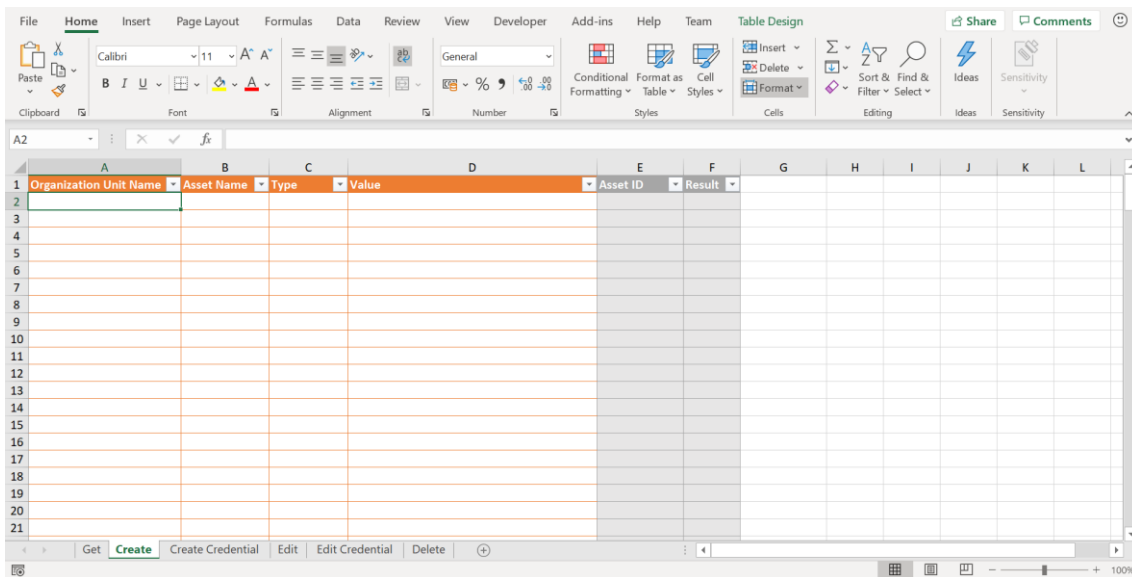 File Home Insert Page Layout Formulas Data Review View Developer Add-ins Help Team Table Design Share Comments
Calibri 11 A A ab General Insert Σ
Paste Delete
B I U A % 9 Conditional Format as Cell Sort & Find & Ideas Sensitivity
Formatting Table Styles Format Filter Select
Clipboard Font Alignment Number Styles Cells Editing Ideas Sensitivity
A2 fx
A B C D E F G H I J K L
1 Organization Unit Name Asset Name Type Value Asset ID Result
2
3
4
5
6
7
8
9
10
11
12
13
14
15
16
17
18
19
20
21
Get Create Create Credential Edit Edit Credential Delete
100%